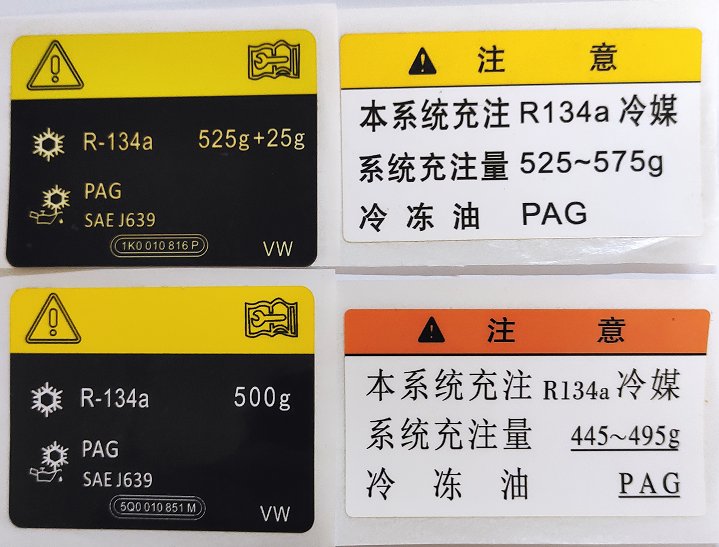 R-134a 525g+25g
PAG
SAE J639
1K0 010 816 P
VW
注 意
本系统充注 R134a 冷媒
系统充注量 525~575g
冷 冻 油 PAG
R-134a 500g
PAG
SAE J639
5Q0 010 851 M
VW
注 意
本系统充注 R134a 冷媒
系统充注量 445~495g
冷 冻 油 PAG